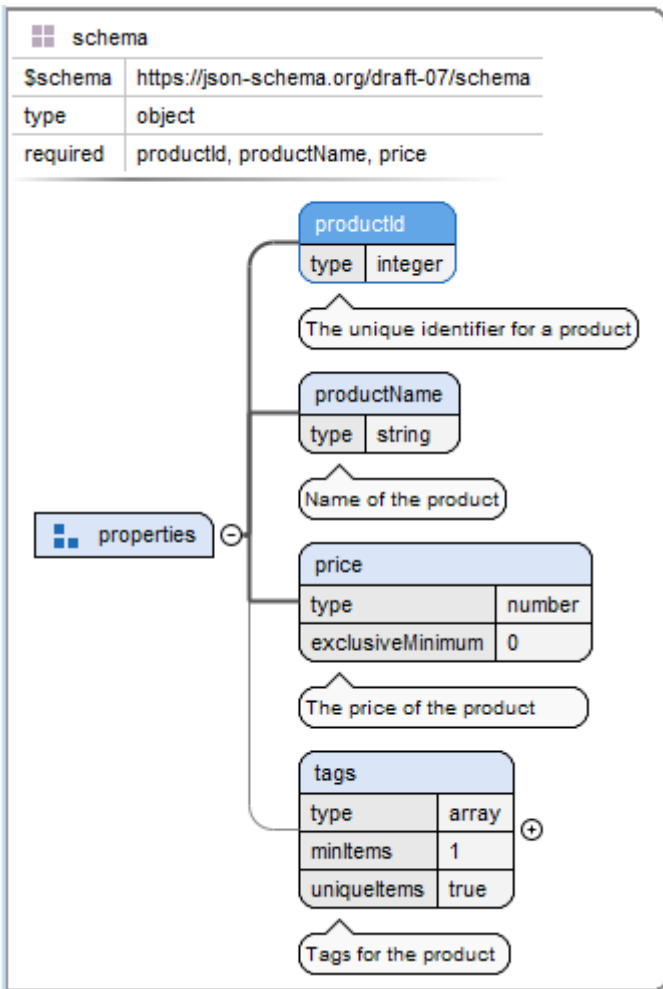 schema
$schema https://json-schema.org/draft-07/schema
type object
required productId, productName, price
productId
type integer
The unique identifier for a product
productName
type string
Name of the product
properties
price
type number
exclusiveMinimum 0
The price of the product
tags
type array
minItems 1
uniqueItems true
Tags for the product